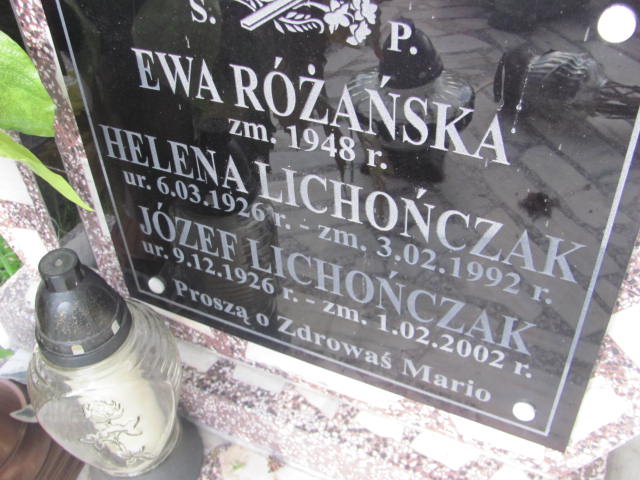 Ś. P.
EWA RÓŻAŃSKA
zm. 1948 r.
HELENA LICHOŃCZAK
ur. 6.03.1926 r. - zm. 3.02.1992 r.
JÓZEF LICHOŃCZAK
ur. 9.12.1926 r. - zm. 1.02.2002 r.
Proszą o Zdrowaś Mario